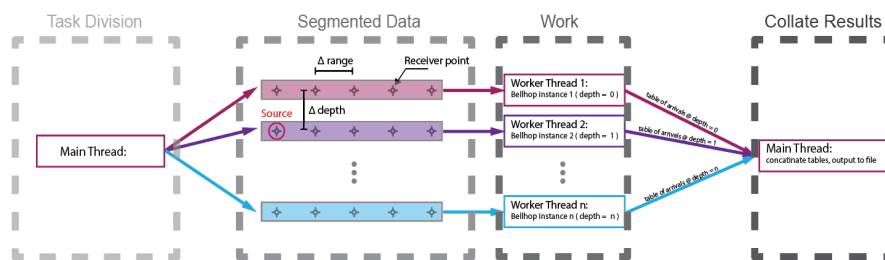 Task Division
Segmented Data
Work
Collate Results
Δ range
Receiver point
Source
Δ depth
Main Thread:
Worker Thread 1:
Bellhop instance 1 ( depth = 0 )
Worker Thread 2:
Bellhop instance 2 ( depth = 1 )
Worker Thread n:
Bellhop instance n ( depth = n )
table of arrivals @ depth = 0
table of arrivals @ depth = 1
table of arrivals @ depth = n
Main Thread:
concatinate tables, output to file